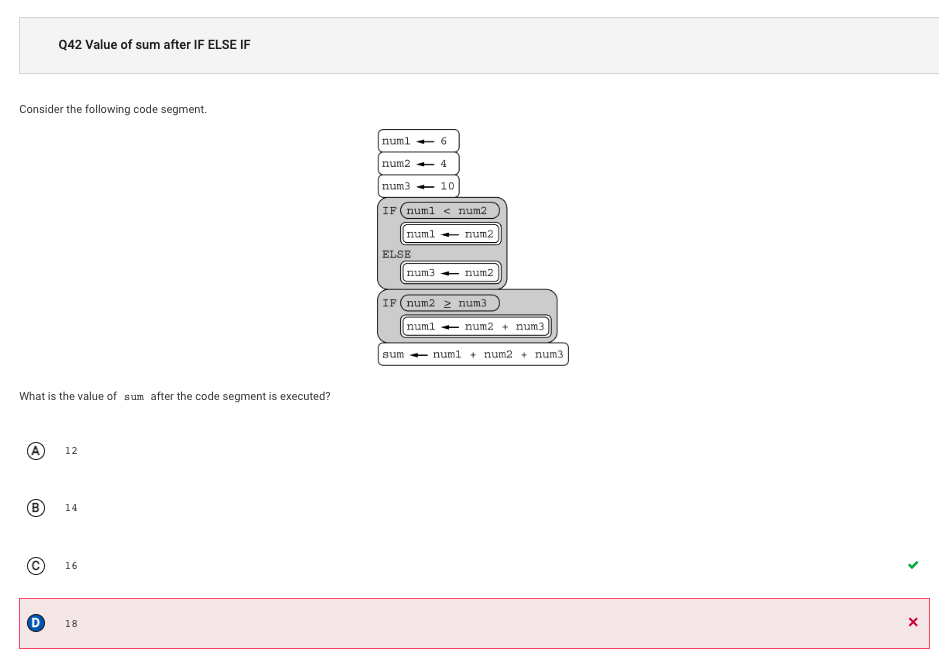 Q42 Value of sum after IF ELSE IF
Consider the following code segment.
num1 ← 6
num2 ← 4
num3 ← 10
IF num1 < num2
num1 ← num2
ELSE
num3 ← num2
IF num2 ≥ num3
num1 ← num2 + num3
sum ← num1 + num2 + num3
What is the value of sum after the code segment is executed?
A 12
B 14
C 16
D 18